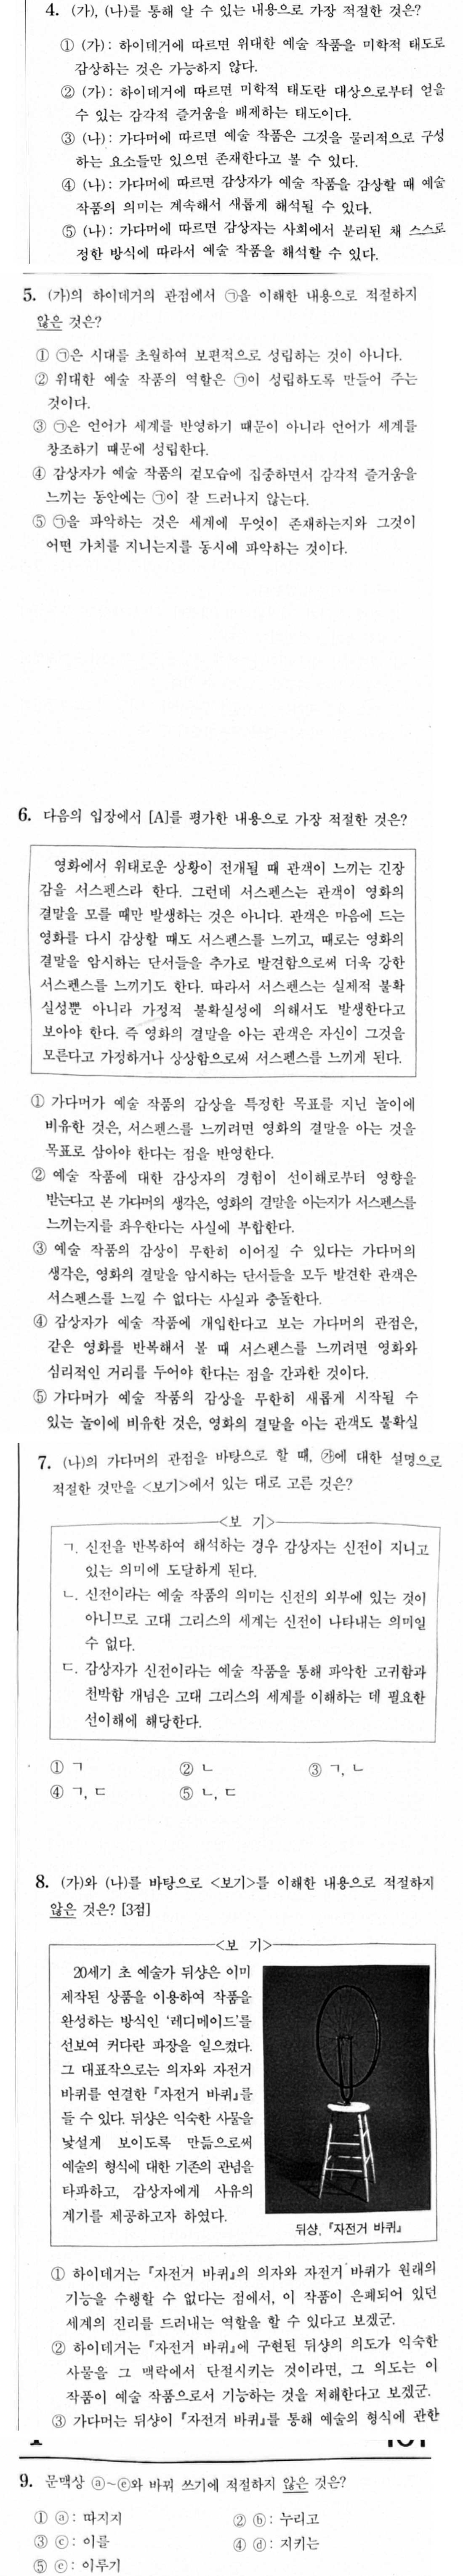 4. (가), (나)를 통해 알 수 있는 내용으로 가장 적절한 것은?
① (가): 하이데거에 따르면 위대한 예술 작품을 미학적 태도로
감상하는 것은 가능하지 않다.
② (가): 하이데거에 따르면 미학적 태도란 대상으로부터 얻을
수 있는 감각적 즐거움을 배제하는 태도이다.
③ (나): 가다머에 따르면 예술 작품은 그것을 물리적으로 구성
하는 요소들만 있으면 존재한다고 볼 수 있다.
④ (나): 가다머에 따르면 감상자가 예술 작품을 감상할 때 예술
작품의 의미는 계속해서 새롭게 해석될 수 있다.
⑤ (나): 가다머에 따르면 감상자는 사회에서 분리된 채 스스로
정한 방식에 따라서 예술 작품을 해석할 수 있다.
5. (가)의 하이데거의 관점에서 ㉠을 이해한 내용으로 적절하지
않은 것은?
① ㉠은 시대를 초월하여 보편적으로 성립하는 것이 아니다.
② 위대한 예술 작품의 역할은 ㉠이 성립하도록 만들어 주는
것이다.
③ ㉠은 언어가 세계를 반영하기 때문이 아니라 언어가 세계를
창조하기 때문에 성립한다.
④ 감상자가 예술 작품의 겉모습에 집중하면서 감각적 즐거움을
느끼는 동안에는 ㉠이 잘 드러나지 않는다.
⑤ ㉠을 파악하는 것은 세계에 무엇이 존재하는지와 그것이
어떤 가치를 지니는지를 동시에 파악하는 것이다.
6. 다음의 입장에서 [A]를 평가한 내용으로 가장 적절한 것은?
영화에서 위태로운 상황이 전개될 때 관객이 느끼는 긴장
감을 서스펜스라 한다. 그런데 서스펜스는 관객이 영화의
결말을 모를 때만 발생하는 것은 아니다. 관객은 마음에 드는
영화를 다시 감상할 때도 서스펜스를 느끼고, 때로는 영화의
결말을 암시하는 단서들을 추가로 발견함으로써 더욱 강한
서스펜스를 느끼기도 한다. 따라서 서스펜스는 실제적 불확
실성뿐 아니라 가정적 불확실성에 의해서도 발생한다고
보아야 한다. 즉 영화의 결말을 아는 관객은 자신이 그것을
모른다고 가정하거나 상상함으로써 서스펜스를 느끼게 된다.
① 가다머가 예술 작품의 감상을 특정한 목표를 지닌 놀이에
비유한 것은, 서스펜스를 느끼려면 영화의 결말을 아는 것을
목표로 삼아야 한다는 점을 반영한다.
② 예술 작품에 대한 감상자의 경험이 선이해로부터 영향을
받는다고 본 가다머의 생각은, 영화의 결말을 아는지가 서스펜스를
느끼는지를 좌우한다는 사실에 부합한다.
③ 예술 작품의 감상이 무한히 이어질 수 있다는 가다머의
생각은, 영화의 결말을 암시하는 단서들을 모두 발견한 관객은
서스펜스를 느낄 수 없다는 사실과 충돌한다.
④ 감상자가 예술 작품에 개입한다고 보는 가다머의 관점은,
같은 영화를 반복해서 볼 때 서스펜스를 느끼려면 영화와
심리적인 거리를 두어야 한다는 점을 간과한 것이다.
⑤ 가다머가 예술 작품의 감상을 무한히 새롭게 시작될 수
있는 놀이에 비유한 것은, 영화의 결말을 아는 관객도 불확실
7. (나)의 가다머의 관점을 바탕으로 할 때, ㉮에 대한 설명으로
적절한 것만을 <보기>에서 있는 대로 고른 것은?
<보 기>
ㄱ. 신전을 반복하여 해석하는 경우 감상자는 신전이 지니고
있는 의미에 도달하게 된다.
ㄴ. 신전이라는 예술 작품의 의미는 신전의 외부에 있는 것이
아니므로 고대 그리스의 세계는 신전이 나타내는 의미일
수 없다.
ㄷ. 감상자가 신전이라는 예술 작품을 통해 파악한 고귀함과
천박함 개념은 고대 그리스의 세계를 이해하는 데 필요한
선이해에 해당한다.
① ㄱ ② ㄴ ③ ㄱ, ㄴ
④ ㄱ, ㄷ ⑤ ㄴ, ㄷ
8. (가)와 (나)를 바탕으로 <보기>를 이해한 내용으로 적절하지
않은 것은? [3점]
<보 기>
20세기 초 예술가 뒤샹은 이미
제작된 상품을 이용하여 작품을
완성하는 방식인 '레디메이드'를
선보여 커다란 파장을 일으켰다.
그 대표작으로는 의자와 자전거
바퀴를 연결한 『자전거 바퀴』를
들 수 있다. 뒤샹은 익숙한 사물을
낯설게 보이도록 만듦으로써
예술의 형식에 대한 기존의 관념을
타파하고, 감상자에게 사유의
계기를 제공하고자 하였다.
뒤샹, 『자전거 바퀴』
① 하이데거는 『자전거 바퀴』의 의자와 자전거 바퀴가 원래의
기능을 수행할 수 없다는 점에서, 이 작품이 은폐되어 있던
세계의 진리를 드러내는 역할을 할 수 있다고 보겠군.
② 하이데거는 『자전거 바퀴』에 구현된 뒤샹의 의도가 익숙한
사물을 그 맥락에서 단절시키는 것이라면, 그 의도는 이
작품이 예술 작품으로서 기능하는 것을 저해한다고 보겠군.
③ 가다머는 뒤샹이 『자전거 바퀴』를 통해 예술의 형식에 관한
9. 문맥상 ⓐ~ⓔ와 바꿔 쓰기에 적절하지 않은 것은?
① ⓐ: 따지지 ② ⓑ: 누리고
③ ⓒ: 이를 ④ ⓓ: 지키는
⑤ ⓔ: 이루기